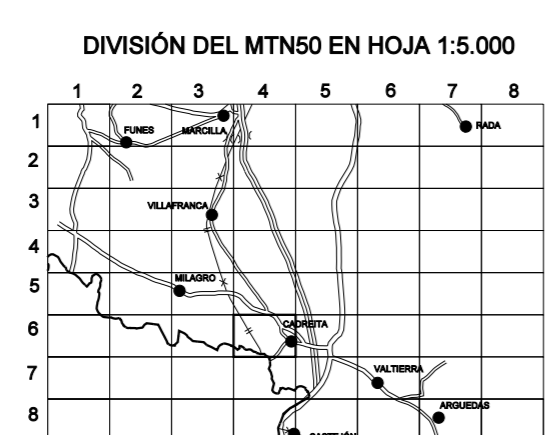 DIVISIÓN DEL MTN50 EN HOJA 1:5.000
1 2 3 4 5 6 7 8
1
FUNES
MARCILLA
RADA
2
3
VILLAFRANCA
4
5
MILAGRO
6
CADREITA
7
VALTIERRA
8
ARGUEDAS